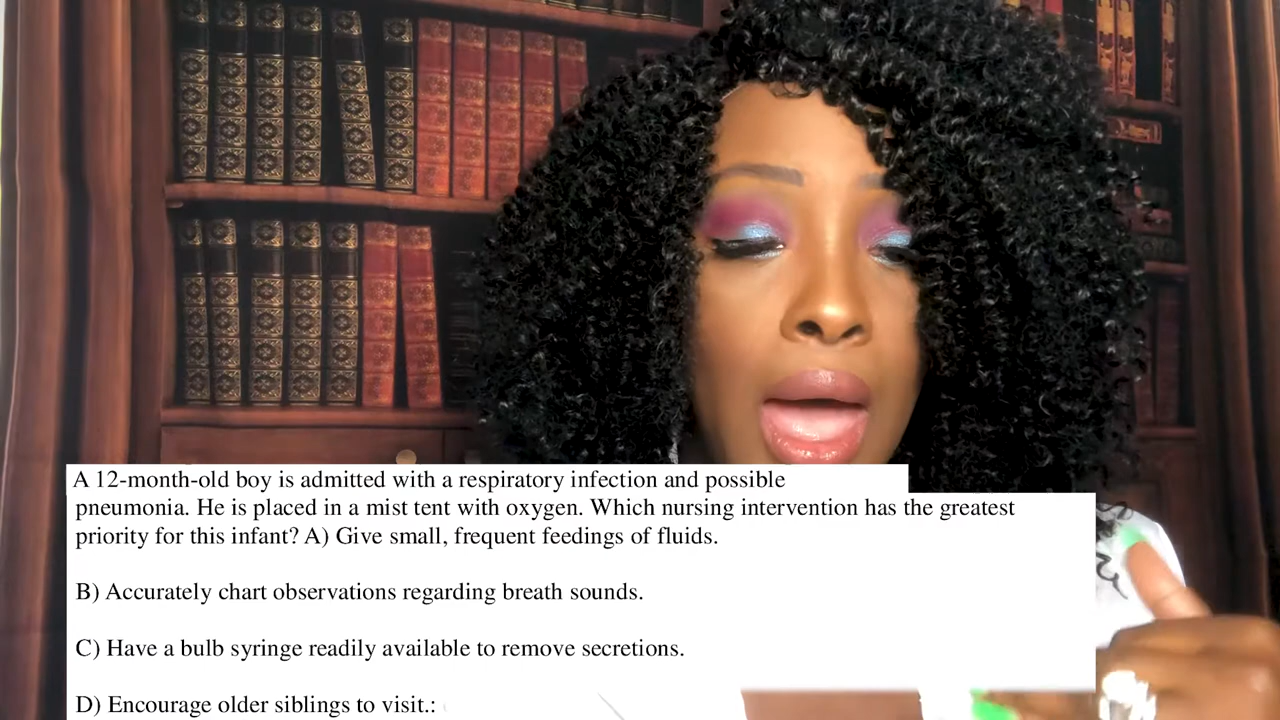 A 12-month-old boy is admitted with a respiratory infection and possible
pneumonia. He is placed in a mist tent with oxygen. Which nursing intervention has the greatest
priority for this infant? A) Give small, frequent feedings of fluids.
B) Accurately chart observations regarding breath sounds.
C) Have a bulb syringe readily available to remove secretions.
D) Encourage older siblings to visit.: